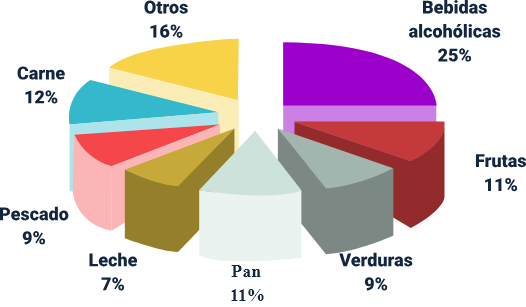 Otros
16%
Bebidas
alcohólicas
25%
Carne
12%
Frutas
11%
Pescado
9%
Leche
7%
Pan
11%
Verduras
9%